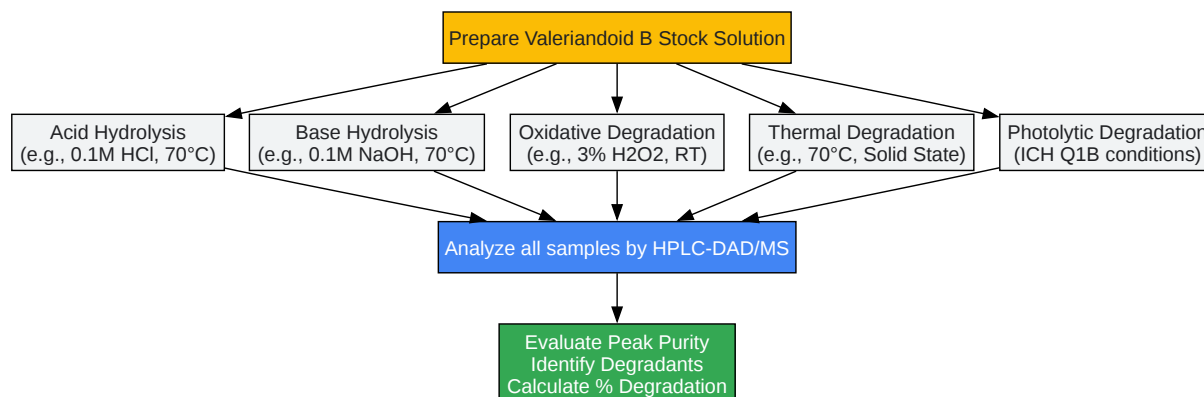 Prepare Valeriandoid B Stock Solution
Acid Hydrolysis
(e.g., 0.1M HCl, 70°C)
Base Hydrolysis
(e.g., 0.1M NaOH, 70°C)
Oxidative Degradation
(e.g., 3% H2O2, RT)
Thermal Degradation
(e.g., 70°C, Solid State)
Photolytic Degradation
(ICH Q1B conditions)
Analyze all samples by HPLC-DAD/MS
Evaluate Peak Purity
Identify Degradants
Calculate % Degradation